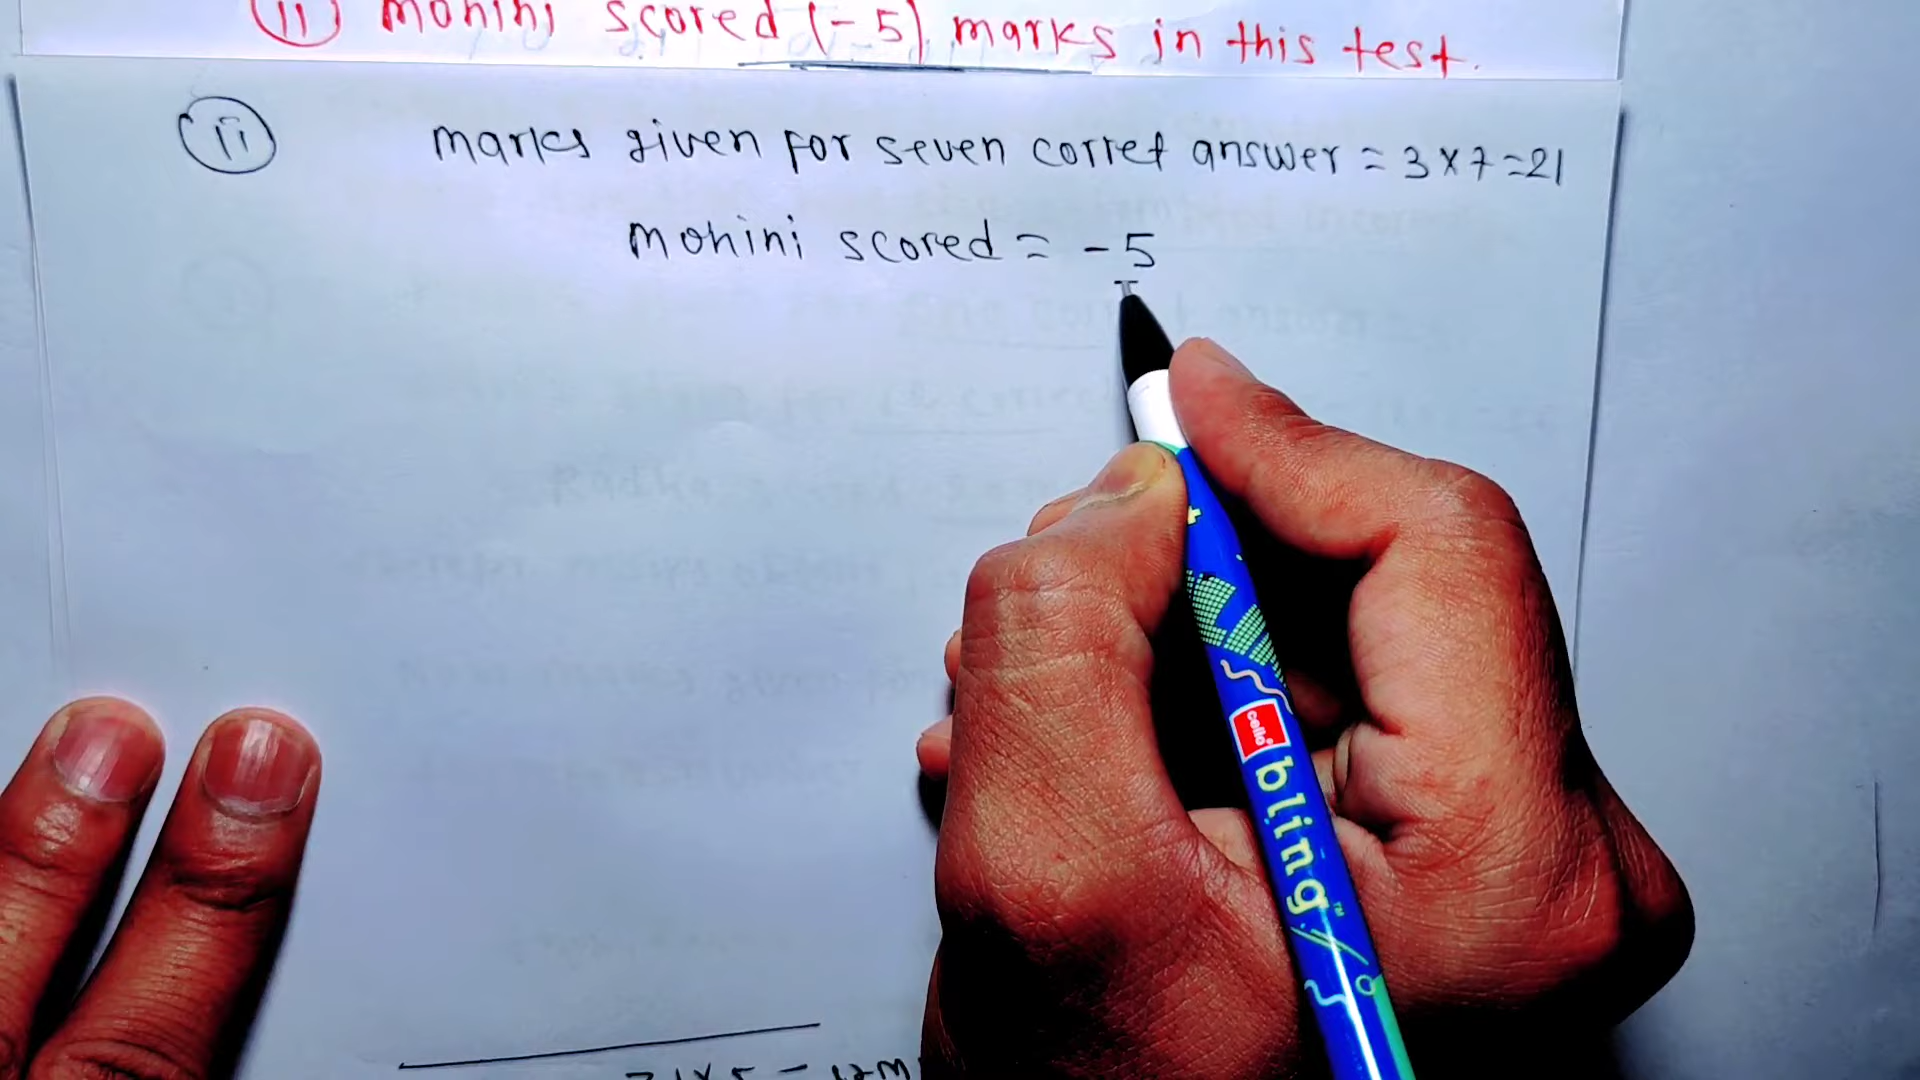 (ii) Mohini scored (-5) marks in this test.
(ii) marks given for seven corret answer = 3 x 7 = 21
Mohini scored = -5
cello
bling™